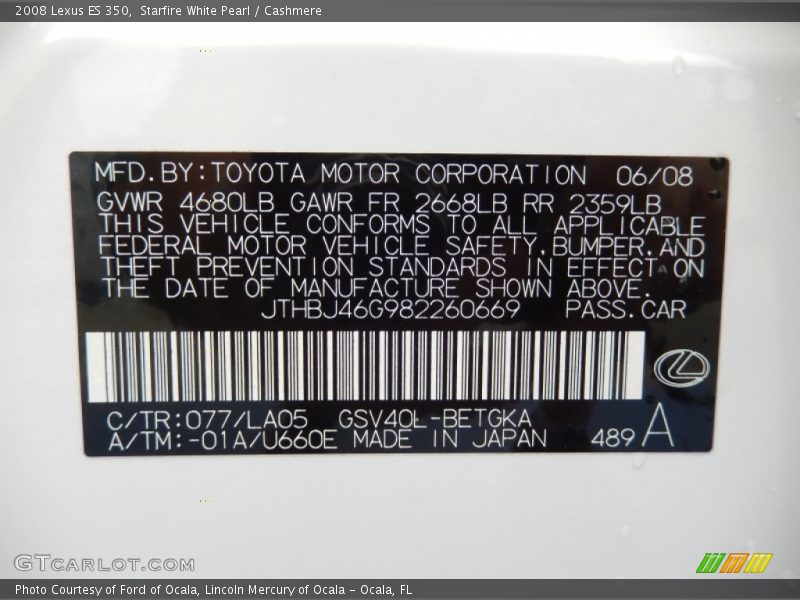 2008 Lexus ES 350,  Starfire White Pearl / Cashmere
MFD.BY:TOYOTA MOTOR CORPORATION 06/08
GVWR 4680LB GAWR FR 2668LB RR 2359LB
THIS VEHICLE CONFORMS TO ALL APPLICABLE
FEDERAL MOTOR VEHICLE SAFETY,BUMPER,AND
THEFT PREVENTION STANDARDS IN EFFECT ON
THE DATE OF MANUFACTURE SHOWN ABOVE.
JTHBJ46G982260669 PASS.CAR
C/TR:077/LA05 GSV40L-BETGKA
A/TM:-01A/U660E MADE IN JAPAN 489 A
GTCARLOT.COM
Photo Courtesy of Ford of Ocala, Lincoln Mercury of Ocala - Ocala, FL